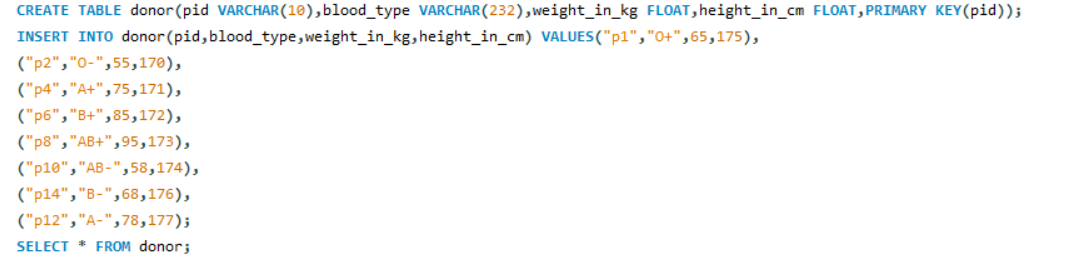 CREATE TABLE donor(pid VARCHAR(10),blood_type VARCHAR(232),weight_in_kg FLOAT,height_in_cm FLOAT,PRIMARY KEY(pid));
INSERT INTO donor(pid,blood_type,weight_in_kg,height_in_cm) VALUES("p1","O+",65,175),
("p2","O-",55,170),
("p4","A+",75,171),
("p6","B+",85,172),
("p8","AB+",95,173),
("p10","AB-",58,174),
("p14","B-",68,176),
("p12","A-",78,177);
SELECT * FROM donor;